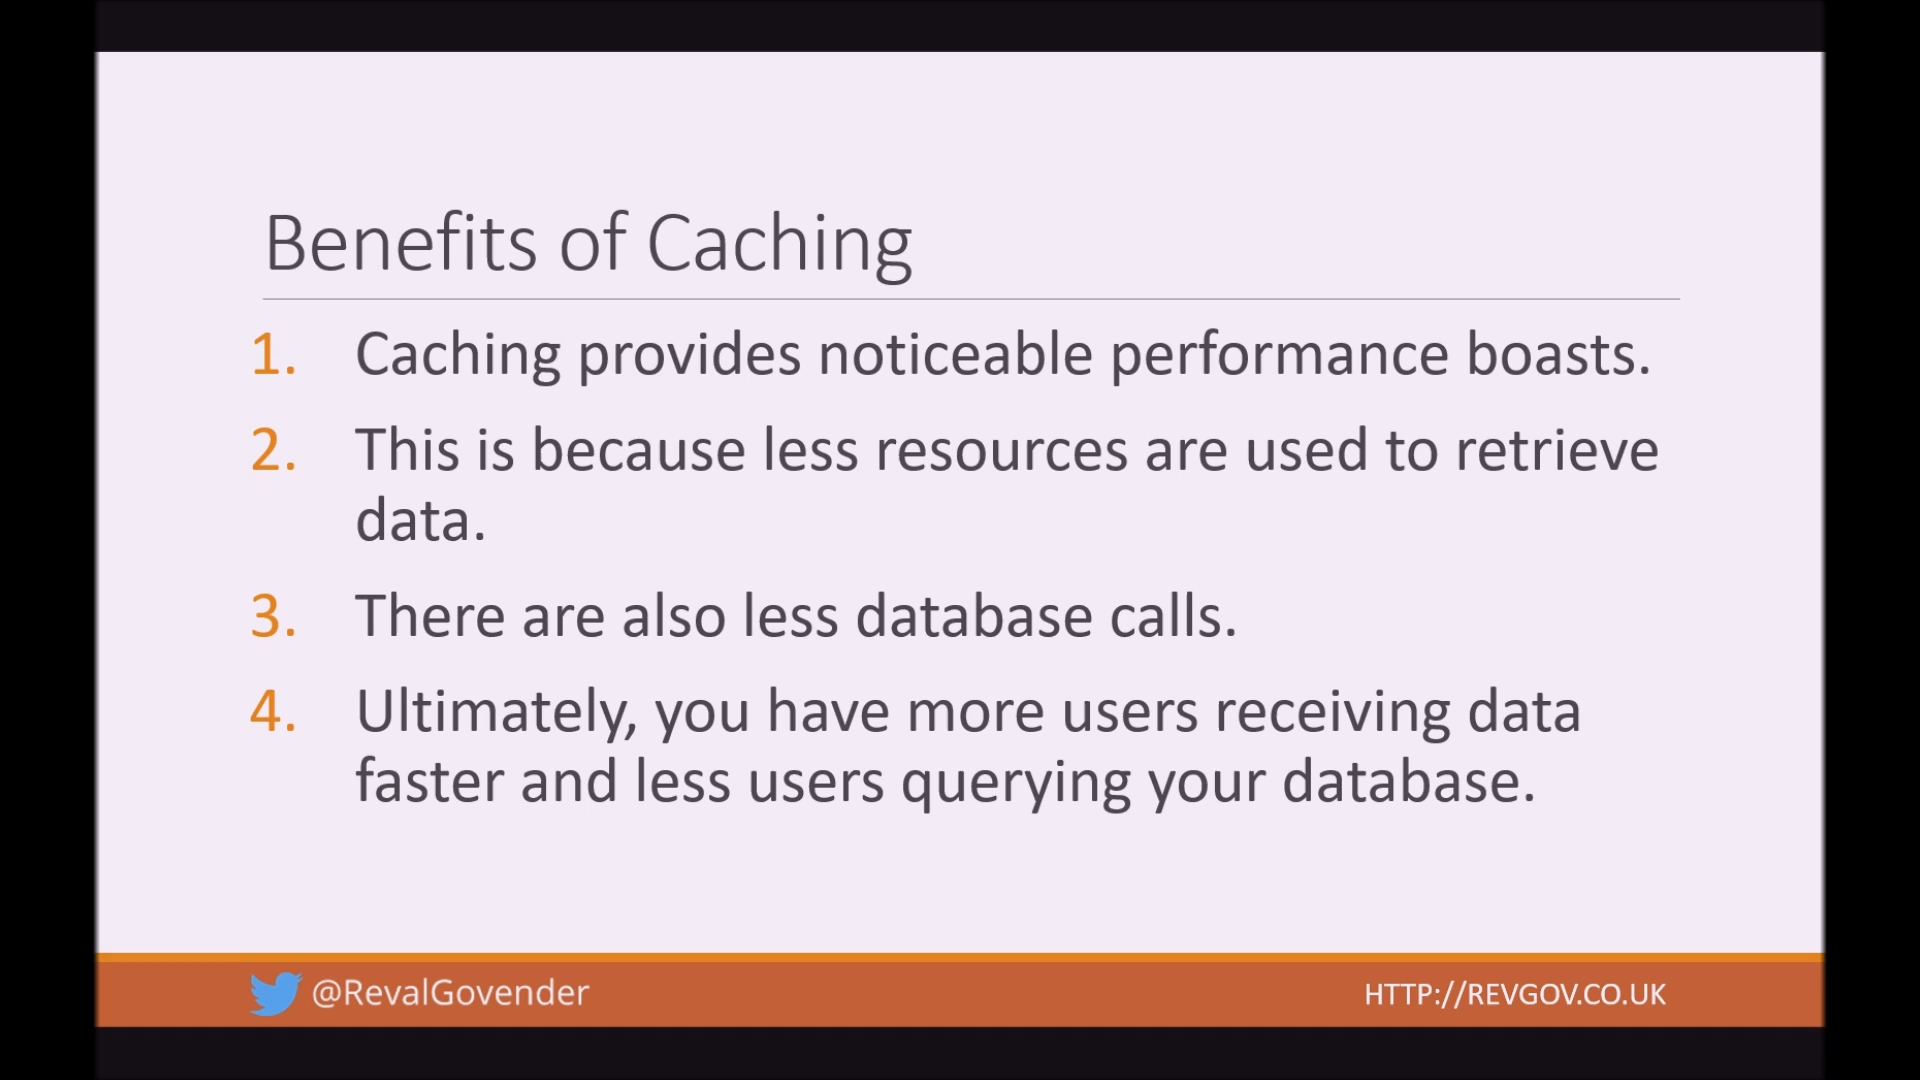 Benefits of Caching
1. Caching provides noticeable performance boasts.
2. This is because less resources are used to retrieve
data.
3. There are also less database calls.
4. Ultimately, you have more users receiving data
faster and less users querying your database.
@RevalGovender
HTTP://REVGOV.CO.UK